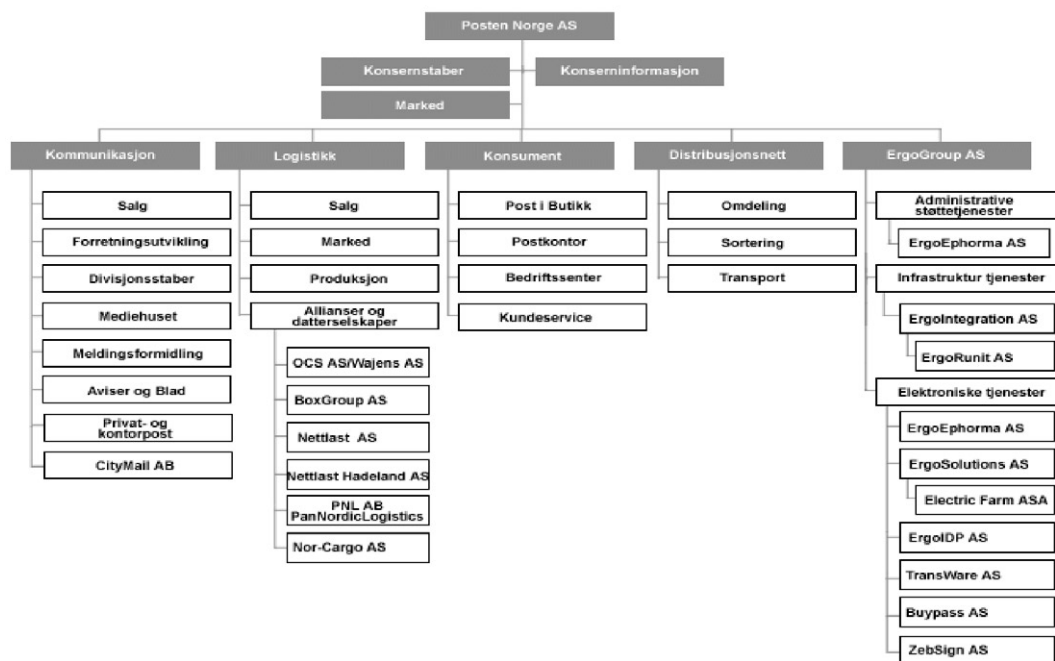 Posten Norge AS
Konsernstaber
Konserninformasjon
Marked
Kommunikasjon
Salg
Forretningsutvikling
Divisjonsstaber
Mediehuset
Meldingsformidling
Aviser og Blad
Privat- og
kontorpost
CityMail AB
Logistikk
Salg
Marked
Produksjon
Allianser og
datterselskaper
OCS AS/Wajens AS
BoxGroup AS
Nettlast AS
Nettlast Hadeland AS
PNL AB
PanNordicLogistics
Nor-Cargo AS
Konsument
Post i Butikk
Postkontor
Bedriftssenter
Kundeservice
Distribusjonsnett
Omdeling
Sortering
Transport
ErgoGroup AS
Administrative
støttetjenester
ErgoEphorma AS
Infrastruktur tjenester
ErgoIntegration AS
ErgoRunit AS
Elektroniske tjenester
ErgoEphorma AS
ErgoSolutions AS
Electric Farm ASA
ErgoIDP AS
TransWare AS
Buypass AS
ZebSign AS